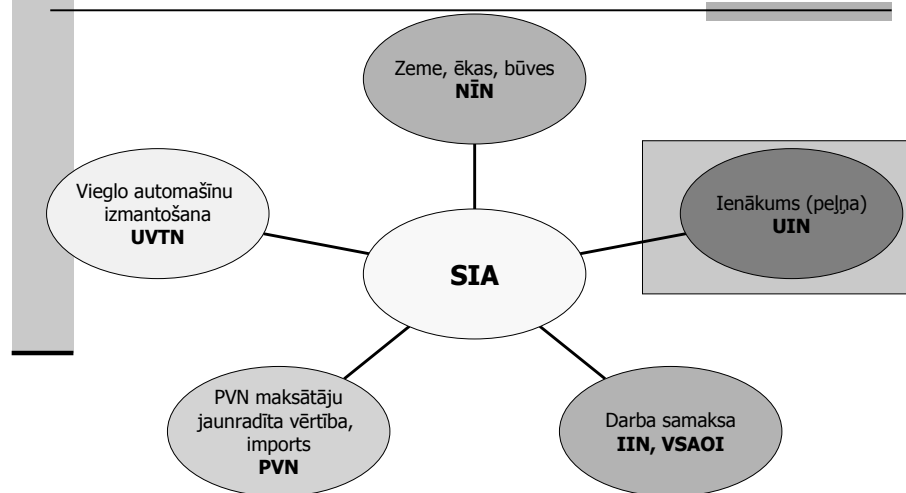 Zeme, ēkas, būves
NĪN
Vieglo automašīnu
izmantošana
UVTN
Ienākums (peļņa)
UIN
SIA
PVN maksātāju
jaunradīta vērtība,
imports
PVN
Darba samaksa
IIN, VSAOI